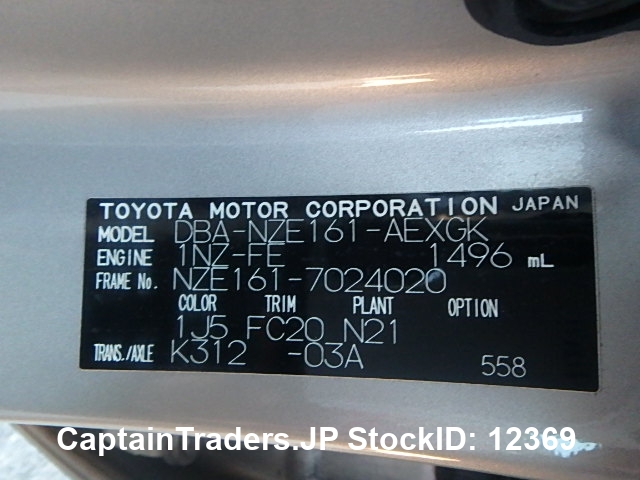 TOYOTA MOTOR CORPORATION JAPAN
MODEL DBA-NZE161-AEXGK
ENGINE 1NZ-FE 1496 mL
FRAME No. NZE161-7024020
COLOR TRIM PLANT OPTION
1J5 FC20 N21
TRANS./AXLE K312 -03A 558
CaptainTraders.JP StockID: 12369